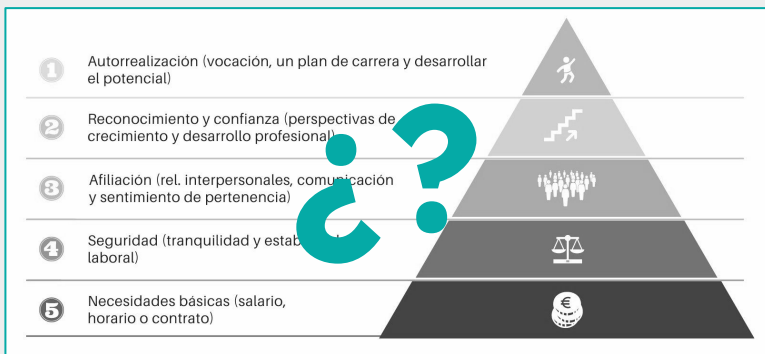 1 Autorrealización (vocación, un plan de carrera y desarrollar
el potencial)
2 Reconocimiento y confianza (perspectivas de
crecimiento y desarrollo profesional)
3 Afiliación (rel. interpersonales, comunicación
y sentimiento de pertenencia)
4 Seguridad (tranquilidad y
laboral)
5 Necesidades básicas (salario,
horario o contrato)
¿?
€